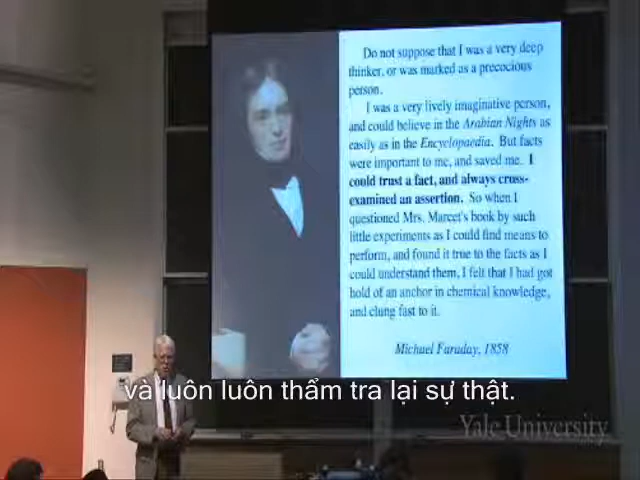 Do not suppose that I was a very deep
thinker, or was marked as a precocious
person.
I was a very lively imaginative person,
and could believe in the Arabian Nights as
easily as in the Encyclopaedia. But facts
were important to me, and saved me. I
could trust a fact, and always cross-
examined an assertion. So when I
questioned Mrs. Marcet's book by such
little experiments as I could find means to
perform, and found it true to the facts as I
could understand them, I felt that I had got
hold of an anchor in chemical knowledge,
and clung fast to it.
Michael Faraday, 1858
và luôn luôn thẩm tra lại sự thật.
Yale University